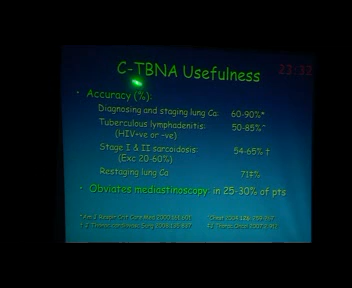 C-TBNA Usefulness
23:32
• Accuracy (%):
Diagnosing and staging lung Ca: 60-90%*
Tuberculous lymphadenitis: 50-85%^
(HIV+ve or -ve)
Stage I & II sarcoidosis: 54-65% †
(Exc 20-60%)
Restaging lung Ca 71‡%
• Obviates mediastinoscopy: in 25-30% of pts